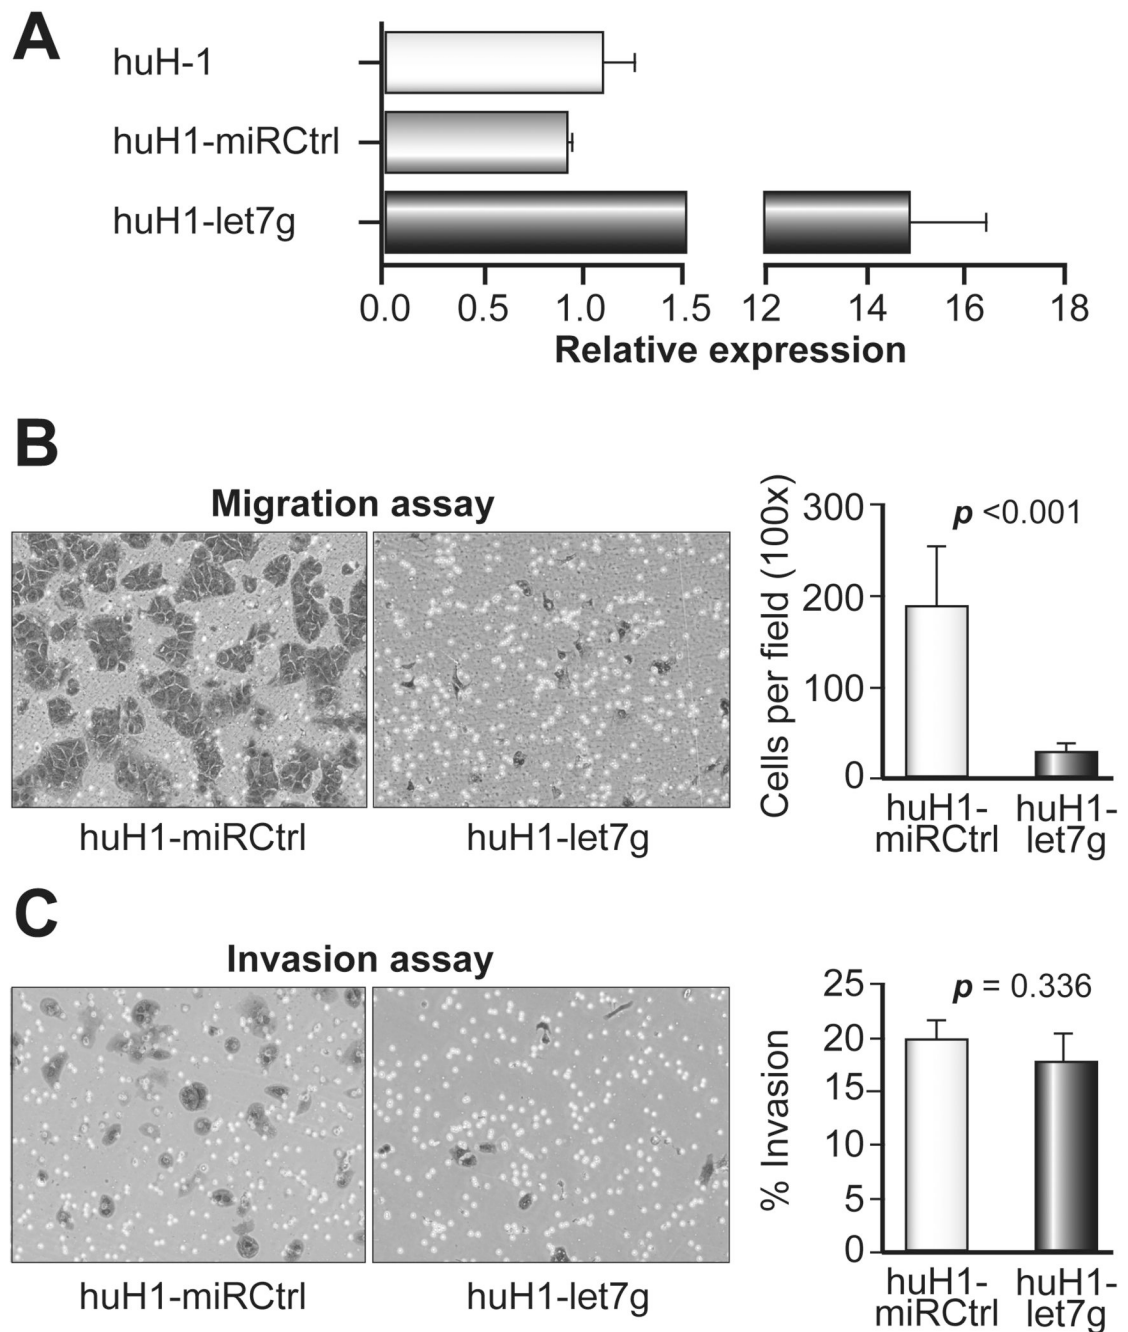 A
huH-1
huH1-miRCtrl
huH1-let7g
0.0 0.5 1.0 1.5 12 14 16 18
Relative expression
B
Migration assay
huH1-miRCtrl huH1-let7g
Cells per field (100x)
300
200
100
0
p <0.001
huH1-
miRCtrl
huH1-
let7g
C
Invasion assay
huH1-miRCtrl huH1-let7g
% Invasion
25
20
15
10
5
0
p = 0.336
huH1-
miRCtrl
huH1-
let7g